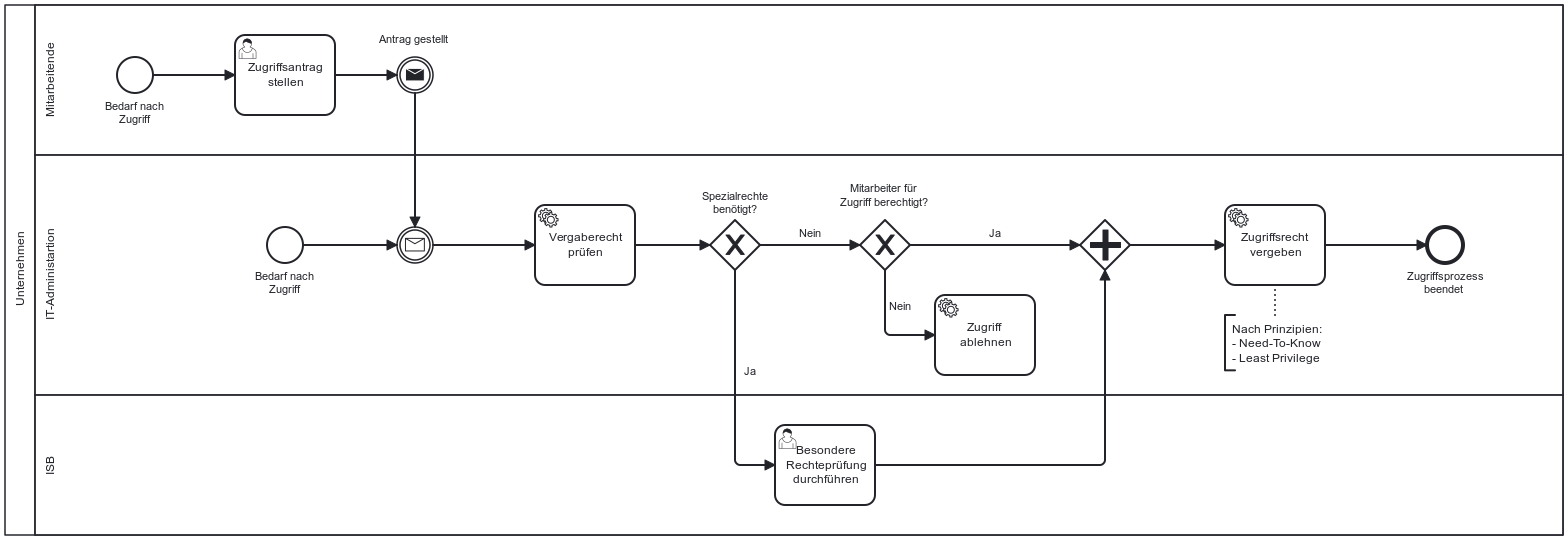 Unternehmen
Mitarbeitende
Antrag gestellt
Zugriffsantrag
stellen
Bedarf nach
Zugriff
IT-Administartion
Bedarf nach
Zugriff
Vergaberecht
prüfen
Spezialrechte
benötigt?
Nein
Ja
Mitarbeiter für
Zugriff berechtigt?
Ja
Nein
Zugriff
ablehnen
Zugriffsrecht
vergeben
Nach Prinzipien:
- Need-To-Know
- Least Privilege
Zugriffsprozess
beendet
ISB
Besondere
Rechteprüfung
durchführen